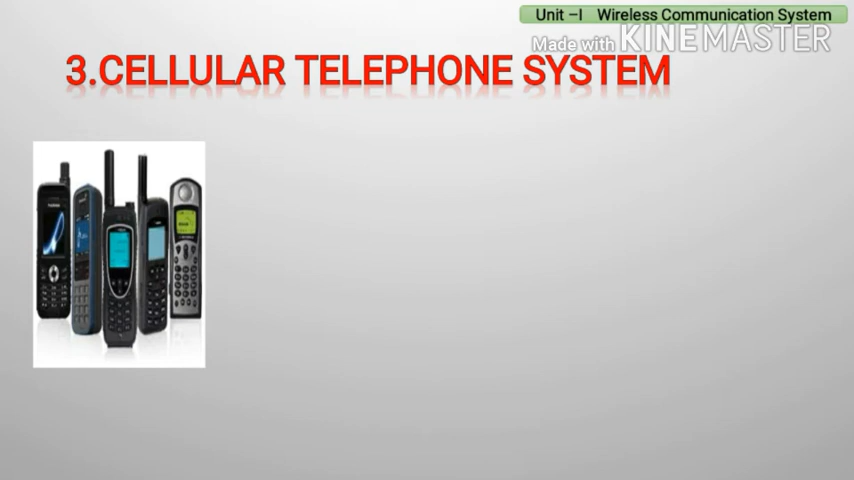 Unit –I Wireless Communication System
Made with KINEMASTER
3.CELLULAR TELEPHONE SYSTEM